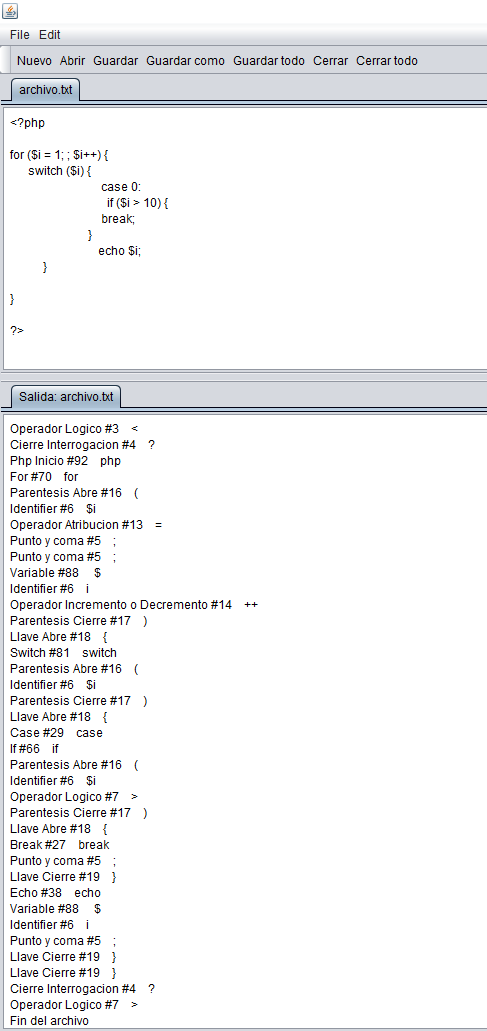 File Edit
Nuevo Abrir Guardar Guardar como Guardar todo Cerrar Cerrar todo
archivo.txt
<?php
for ($i = 1; ; $i++) {
switch ($i) {
case 0:
if ($i > 10) {
break;
}
echo $i;
}
}
?>
Salida: archivo.txt
Operador Logico #3 <
Cierre Interrogacion #4 ?
Php Inicio #92 php
For #70 for
Parentesis Abre #16 (
Identifier #6 $i
Operador Atribucion #13 =
Punto y coma #5 ;
Punto y coma #5 ;
Variable #88 $
Identifier #6 i
Operador Incremento o Decremento #14 ++
Parentesis Cierre #17 )
Llave Abre #18 {
Switch #81 switch
Parentesis Abre #16 (
Identifier #6 $i
Parentesis Cierre #17 )
Llave Abre #18 {
Case #29 case
If #66 if
Parentesis Abre #16 (
Identifier #6 $i
Operador Logico #7 >
Parentesis Cierre #17 )
Llave Abre #18 {
Break #27 break
Punto y coma #5 ;
Llave Cierre #19 }
Echo #38 echo
Variable #88 $
Identifier #6 i
Punto y coma #5 ;
Llave Cierre #19 }
Llave Cierre #19 }
Cierre Interrogacion #4 ?
Operador Logico #7 >
Fin del archivo